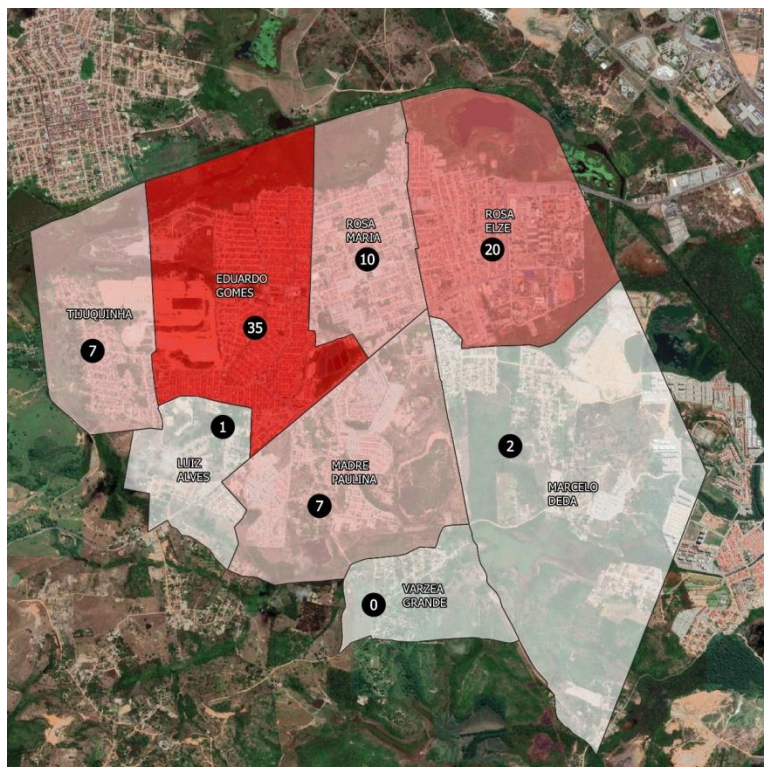 ROSA
ELZE
20
ROSA
MARIA
10
EDUARDO
GOMES
35
TIJUQUINHA
7
1
LUIZ
ALVES
MADRE
PAULINA
7
2
MARCELO
DEDA
VARZEA
GRANDE
0